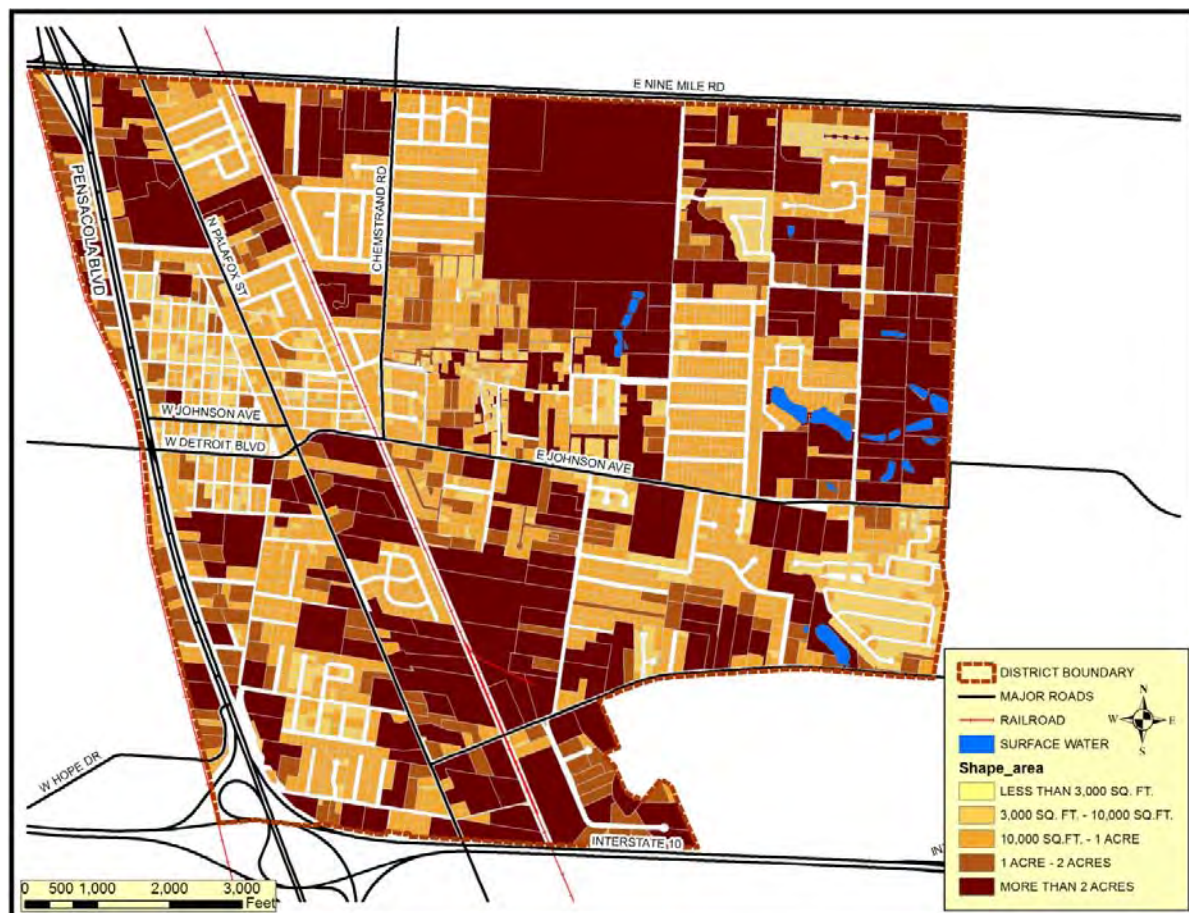 E NINE MILE RD
PENSACOLA BLVD
N PALAFOX ST
CHEMSTRAND RD
W JOHNSON AVE
W DETROIT BLVD
E JOHNSON AVE
W HOPE DR
INTERSTATE 10
IN
DISTRICT BOUNDARY
MAJOR ROADS
RAILROAD
SURFACE WATER
N
W E
S
Shape_area
LESS THAN 3,000 SQ. FT.
3,000 SQ. FT. - 10,000 SQ.FT.
10,000 SQ.FT. - 1 ACRE
1 ACRE - 2 ACRES
MORE THAN 2 ACRES
0 500 1,000 2,000 3,000
Feet